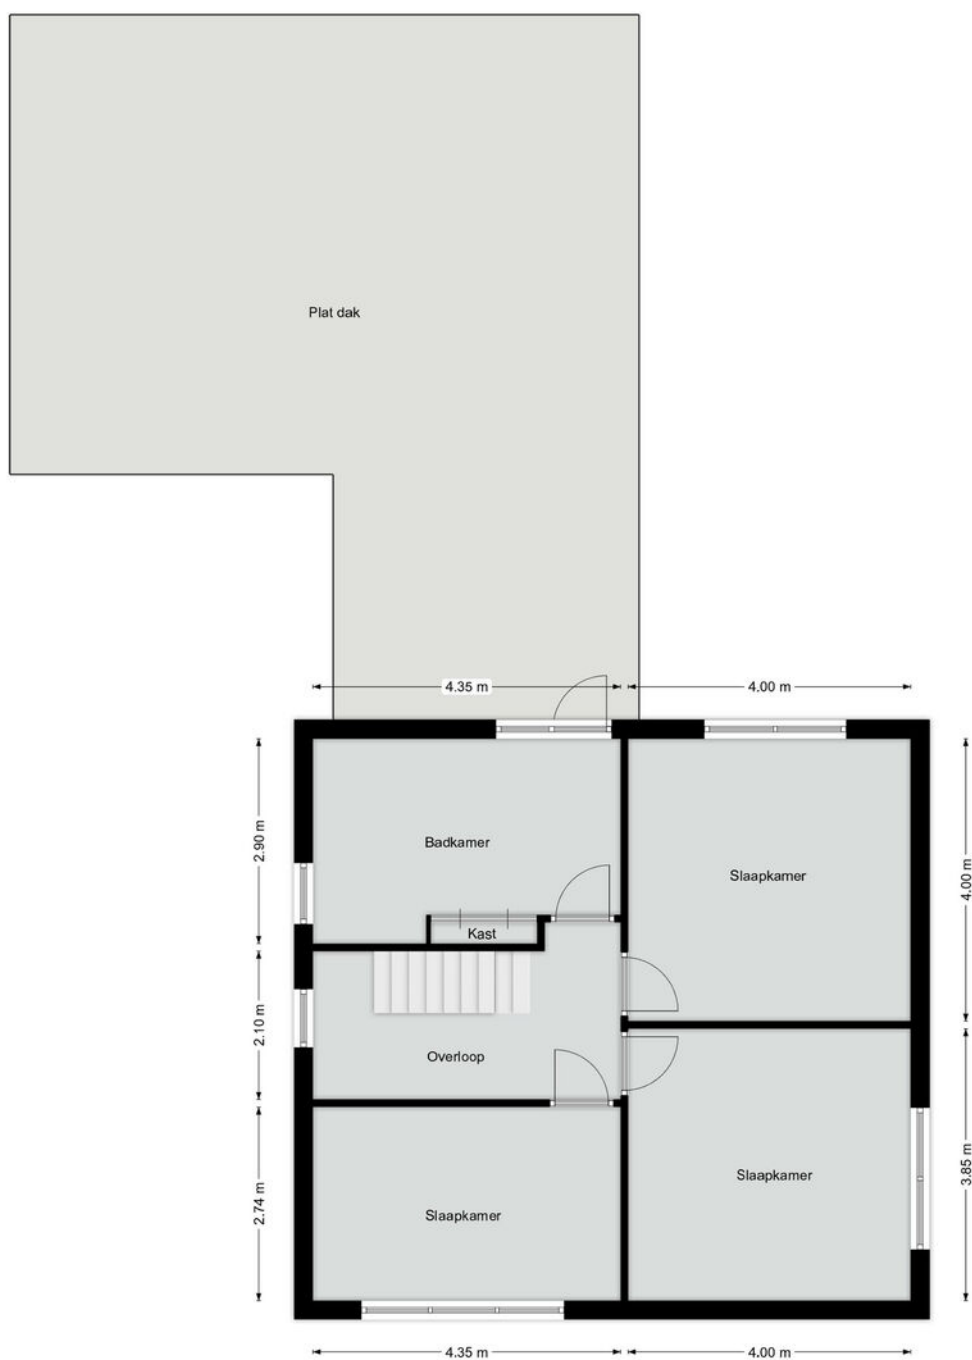 Plat dak
4.35 m
4.00 m
2.90 m
Badkamer
Slaapkamer
4.00 m
Kast
2.10 m
Overloop
Slaapkamer
3.85 m
2.74 m
Slaapkamer
4.35 m
4.00 m